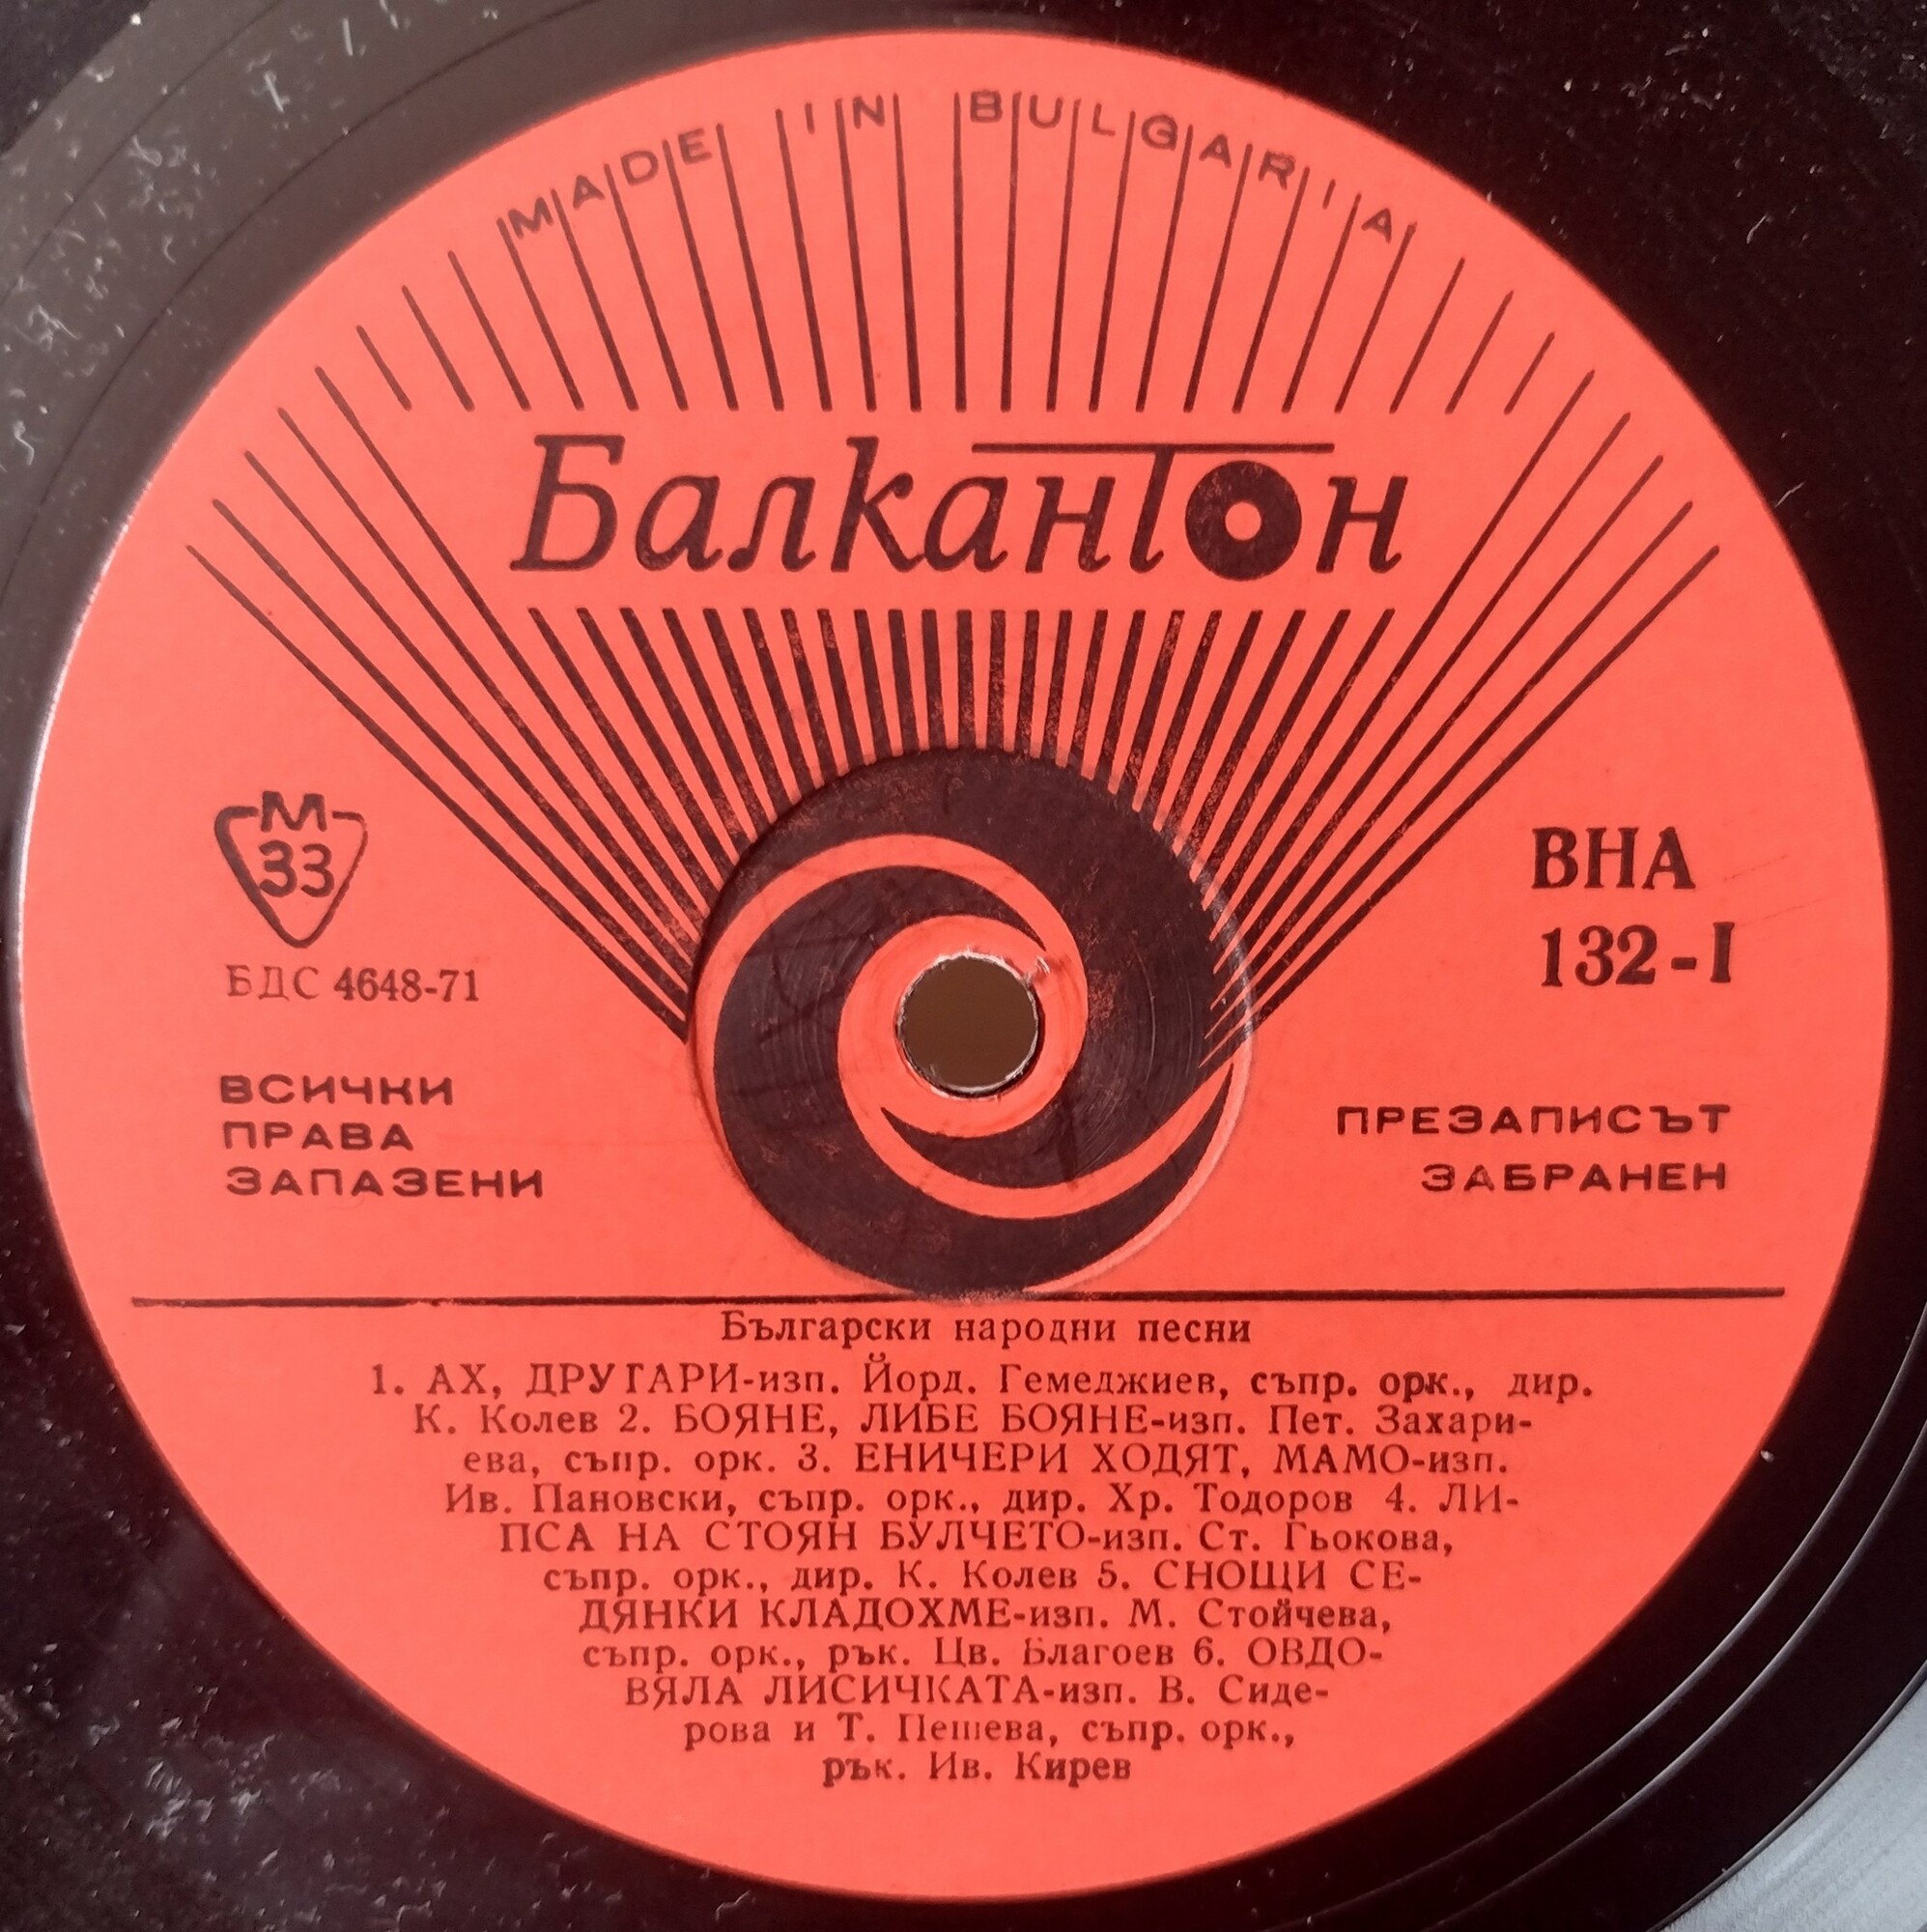 MADE IN BULGARIA
Балкантон
М
33
БДС 4648-71
ВНА
132-I
ВСИЧКИ
ПРАВА
ЗАПАЗЕНИ
ПРЕЗАПИСЪТ
ЗАБРАНЕН
Български народни песни
1. АХ, ДРУГАРИ-изп. Йорд. Гемеджиев, съпр. орк., дир.
К. Колев 2. БОЯНЕ, ЛИБЕ БОЯНЕ-изп. Пет. Захари-
ева, съпр. орк. 3. ЕНИЧЕРИ ХОДЯТ, МАМО-изп.
Ив. Пановски, съпр. орк., дир. Хр. Тодоров 4. ЛИ-
ПСА НА СТОЯН БУЛЧЕТО-изп. Ст. Гьокова,
съпр. орк., дир. К. Колев 5. СНОЩИ СЕ-
ДЯНКИ КЛАДОХМЕ-изп. М. Стойчева,
съпр. орк., рък. Цв. Благоев 6. ОВДО-
ВЯЛА ЛИСИЧКАТА-изп. В. Сиде-
рова и Т. Пешева, съпр. орк.,
рък. Ив. Кирев